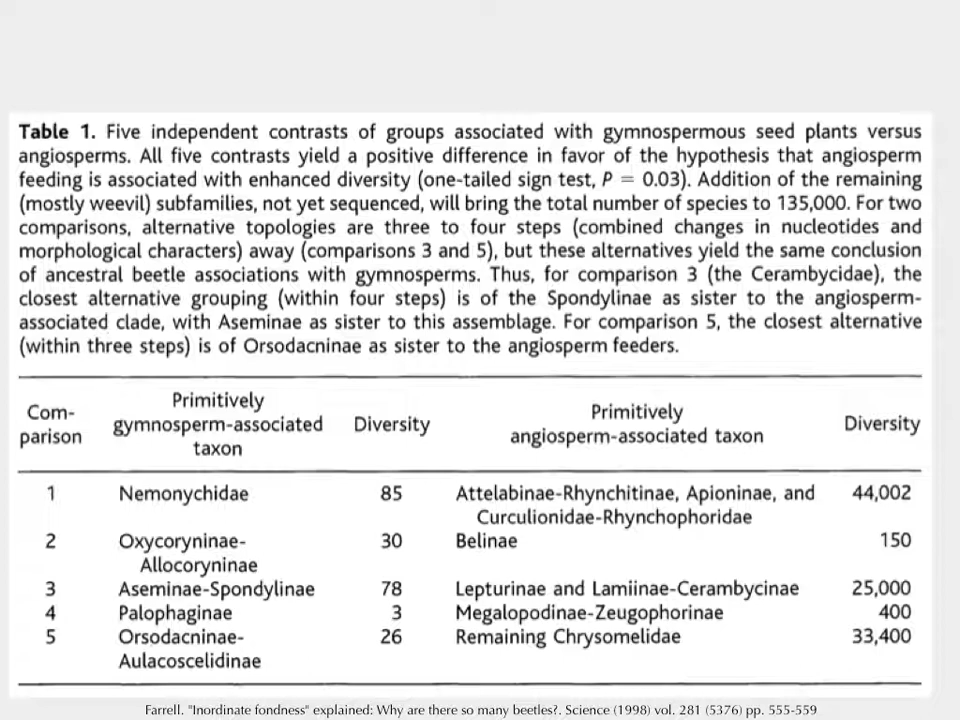 Table 1. Five independent contrasts of groups associated with gymnospermous seed plants versus
angiosperms. All five contrasts yield a positive difference in favor of the hypothesis that angiosperm
feeding is associated with enhanced diversity (one-tailed sign test, P = 0.03). Addition of the remaining
(mostly weevil) subfamilies, not yet sequenced, will bring the total number of species to 135,000. For two
comparisons, alternative topologies are three to four steps (combined changes in nucleotides and
morphological characters) away (comparisons 3 and 5), but these alternatives yield the same conclusion
of ancestral beetle associations with gymnosperms. Thus, for comparison 3 (the Cerambycidae), the
closest alternative grouping (within four steps) is of the Spondylinae as sister to the angiosperm-
associated clade, with Aseminae as sister to this assemblage. For comparison 5, the closest alternative
(within three steps) is of Orsodacninae as sister to the angiosperm feeders.
Com-
parison
Primitively
gymnosperm-associated
taxon
Diversity
Primitively
angiosperm-associated taxon
Diversity
1 Nemonychidae 85 Attelabinae-Rhynchitinae, Apioninae, and 44,002
Curculionidae-Rhynchophoridae
2 Oxycoryninae- 30 Belinae 150
Allocoryninae
3 Aseminae-Spondylinae 78 Lepturinae and Lamiinae-Cerambycinae 25,000
4 Palophaginae 3 Megalopodinae-Zeugophorinae 400
5 Orsodacninae- 26 Remaining Chrysomelidae 33,400
Aulacoscelidinae
Farrell. "Inordinate fondness" explained: Why are there so many beetles?. Science (1998) vol. 281 (5376) pp. 555-559